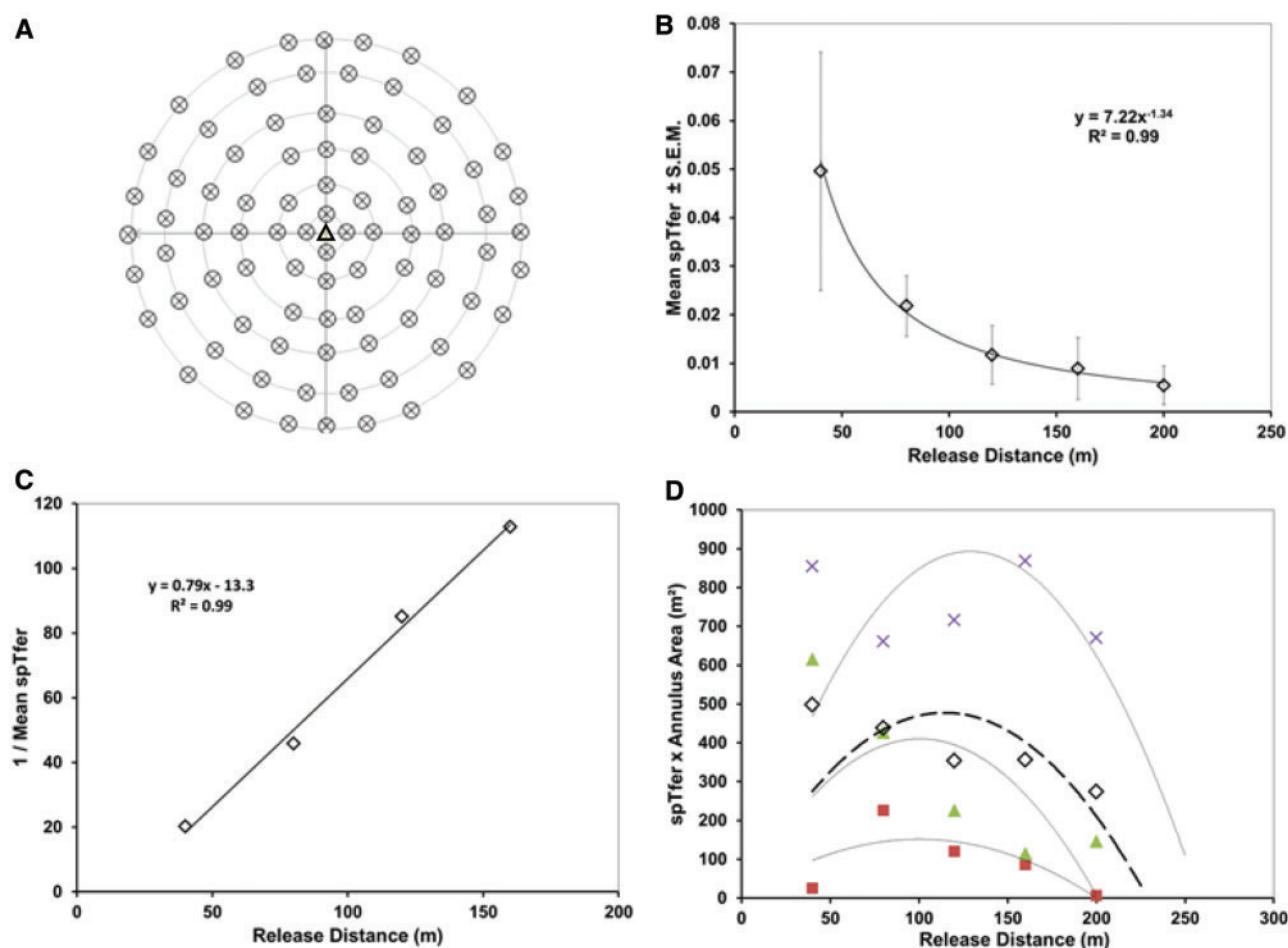 A
B
0.08
0.07
0.06
0.05
0.04
0.03
0.02
0.01
0
Mean spTfer ± S.E.M.
y = 7.22x⁻¹·³⁴
R² = 0.99
0 50 100 150 200 250
Release Distance (m)
C
120
100
80
60
40
20
0
1 / Mean spTfer
y = 0.79x - 13.3
R² = 0.99
0 50 100 150 200
Release Distance (m)
D
1000
900
800
700
600
500
400
300
200
100
0
spTfer x Annulus Area (m²)
0 50 100 150 200 250 300
Release Distance (m)